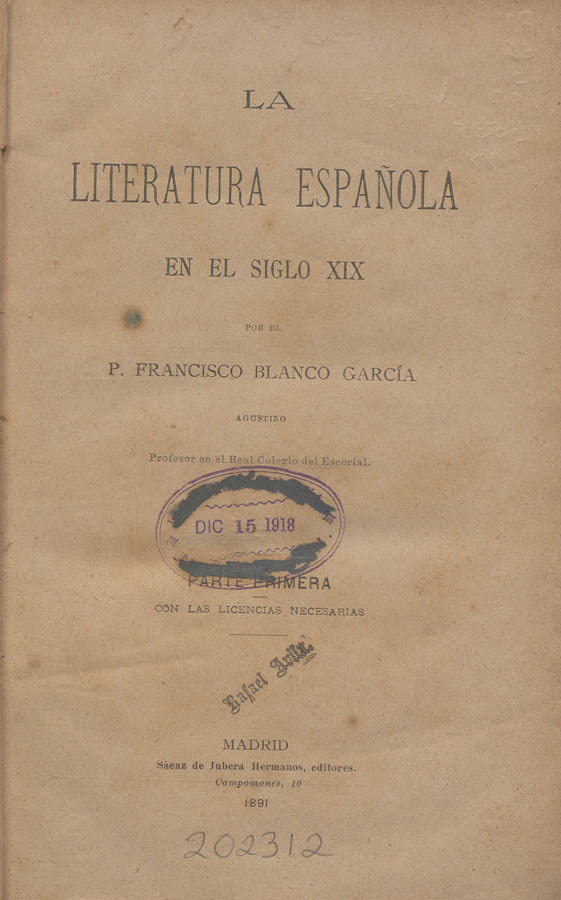 LA
LITERATURA ESPAÑOLA
EN EL SIGLO XIX
POR EL
P. FRANCISCO BLANCO GARCÍA
AGUSTINO
Profesor en el Real Colegio del Escorial.
DIC 15 1918
PARTE PRIMERA
CON LAS LICENCIAS NECESARIAS
Rafael Avila.
MADRID
Sáenz de Jubera Hermanos, editores.
Campomanes, 10
1891
202312